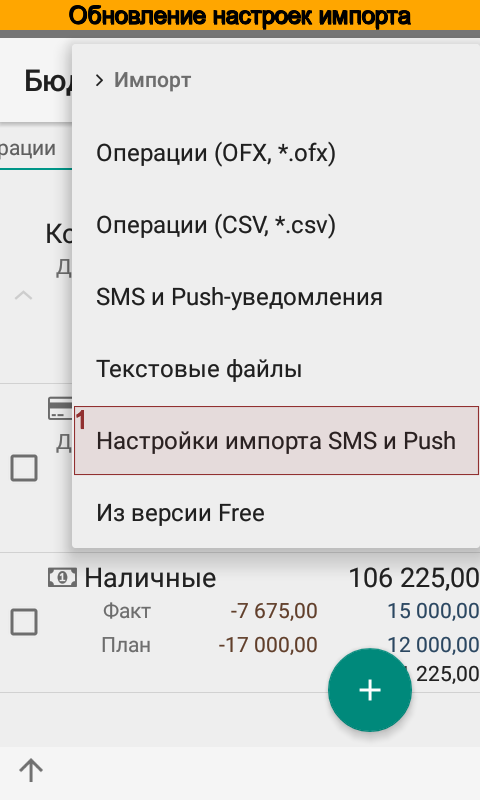 Обновление настроек импорта
Бюд
Импорт
рации
Операции (OFX, *.ofx)
Операции (CSV, *.csv)
Ко
Д
SMS и Push-уведомления
Текстовые файлы
1
Д
Настройки импорта SMS и Push
Из версии Free
Наличные 106 225,00
Факт -7 675,00 15 000,00
План -17 000,00 12 000,00
225,00